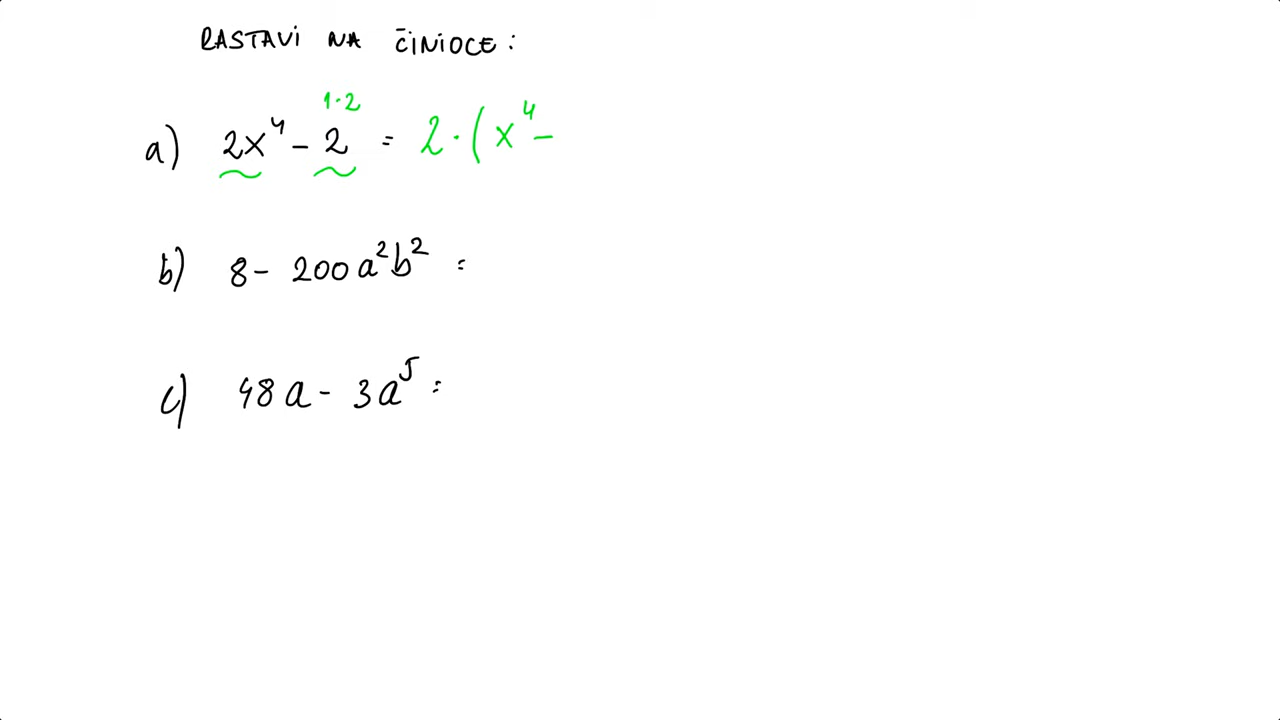 RASTAVI NA ČINIOCE:
1·2
a) 2x⁴ - 2 = 2·(x⁴ -
b) 8 - 200a²b² =
c) 48a - 3a⁵ =